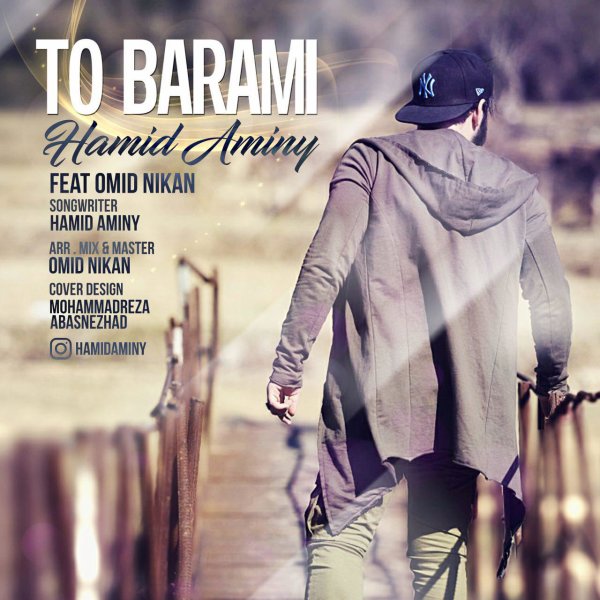 TO BARAMI
Hamid Aminy
FEAT OMID NIKAN
SONGWRITER
HAMID AMINY
ARR . MIX & MASTER
OMID NIKAN
COVER DESIGN
MOHAMMADREZA
ABASNEZHAD
HAMIDAMINY
NY